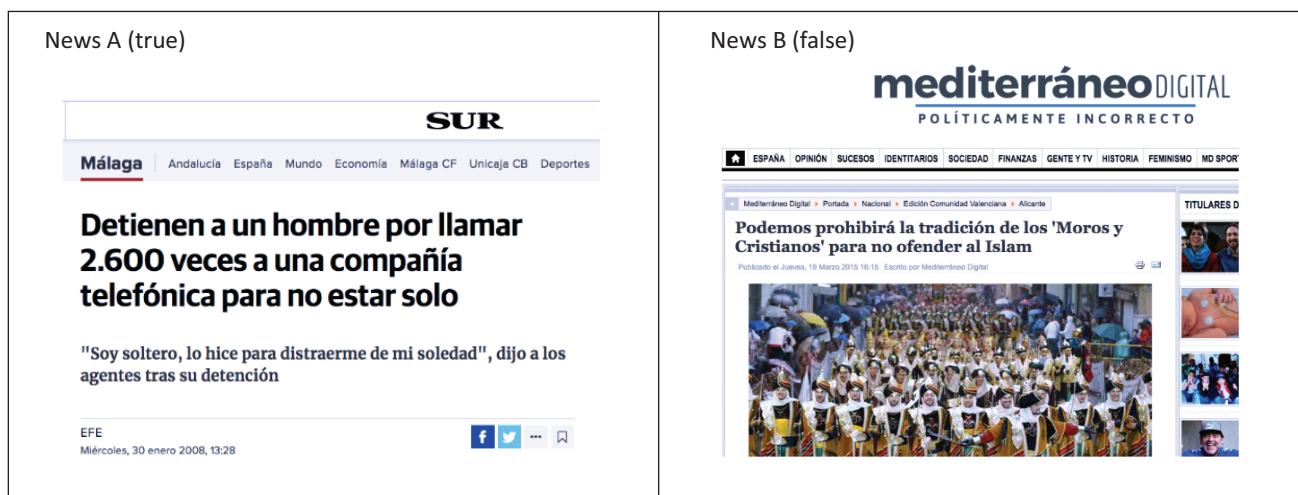 News A (true)
SUR
Málaga Andalucía España Mundo Economía Málaga CF Unicaja CB Deportes
Detienen a un hombre por llamar
2.600 veces a una compañía
telefónica para no estar solo
"Soy soltero, lo hice para distraerme de mi soledad", dijo a los
agentes tras su detención
EFE
Miércoles, 30 enero 2008, 13:28
News B (false)
mediterráneo DIGITAL
POLÍTICAMENTE INCORRECTO
ESPAÑA OPINIÓN SUCESOS IDENTITARIOS SOCIEDAD FINANZAS GENTE Y TV HISTORIA FEMINISMO MD SPOR
Mediterráneo Digital Portada Nacional Edición Comunidad Valenciana Alicante
TITULARES D
Podemos prohibirá la tradición de los 'Moros y
Cristianos' para no ofender al Islam
Publicado el Jueves, 19 Marzo 2015 16:15 Escrito por Mediterráneo Digital